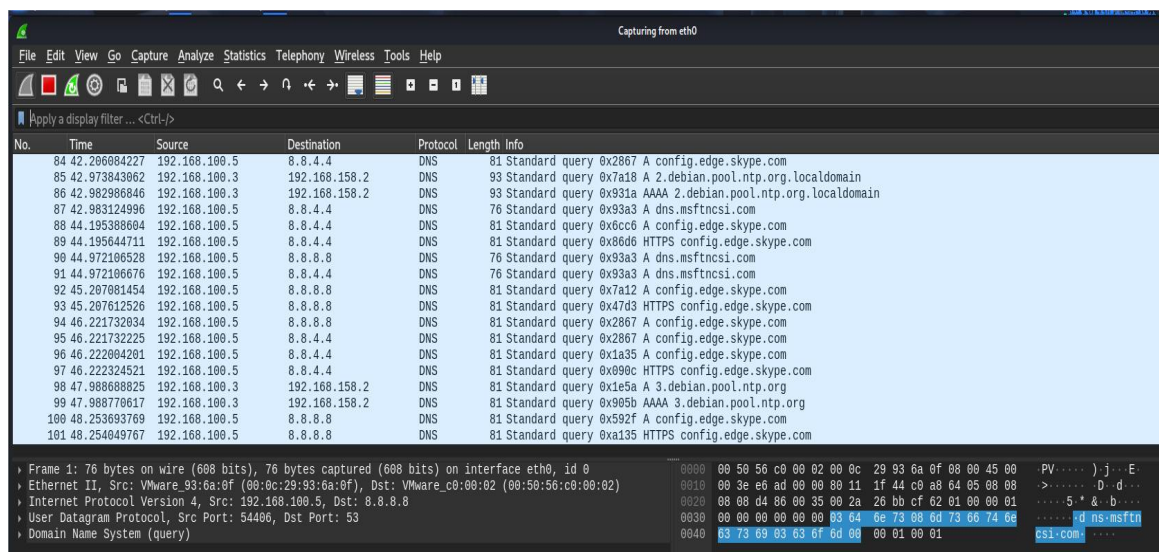 Capturing from eth0
File Edit View Go Capture Analyze Statistics Telephony Wireless Tools Help
Apply a display filter ... <Ctrl-/>
No. Time Source Destination Protocol Length Info
84 42.206084227 192.168.100.5 8.8.4.4 DNS 81 Standard query 0x2867 A config.edge.skype.com
85 42.973843062 192.168.100.3 192.168.158.2 DNS 93 Standard query 0x7a18 A 2.debian.pool.ntp.org.localdomain
86 42.982986846 192.168.100.3 192.168.158.2 DNS 93 Standard query 0x931a AAAA 2.debian.pool.ntp.org.localdomain
87 42.983124996 192.168.100.5 8.8.4.4 DNS 76 Standard query 0x93a3 A dns.msftncsi.com
88 44.195388604 192.168.100.5 8.8.4.4 DNS 81 Standard query 0x6cc6 A config.edge.skype.com
89 44.195644711 192.168.100.5 8.8.4.4 DNS 81 Standard query 0x86d6 HTTPS config.edge.skype.com
90 44.972106528 192.168.100.5 8.8.8.8 DNS 76 Standard query 0x93a3 A dns.msftncsi.com
91 44.972106676 192.168.100.5 8.8.4.4 DNS 76 Standard query 0x93a3 A dns.msftncsi.com
92 45.207081454 192.168.100.5 8.8.8.8 DNS 81 Standard query 0x7a12 A config.edge.skype.com
93 45.207612526 192.168.100.5 8.8.8.8 DNS 81 Standard query 0x47d3 HTTPS config.edge.skype.com
94 46.221732034 192.168.100.5 8.8.8.8 DNS 81 Standard query 0x2867 A config.edge.skype.com
95 46.221732225 192.168.100.5 8.8.4.4 DNS 81 Standard query 0x2867 A config.edge.skype.com
96 46.222004201 192.168.100.5 8.8.4.4 DNS 81 Standard query 0x1a35 A config.edge.skype.com
97 46.222324521 192.168.100.5 8.8.4.4 DNS 81 Standard query 0x090c HTTPS config.edge.skype.com
98 47.988688825 192.168.100.3 192.168.158.2 DNS 81 Standard query 0x1e5a A 3.debian.pool.ntp.org
99 47.988770617 192.168.100.3 192.168.158.2 DNS 81 Standard query 0x905b AAAA 3.debian.pool.ntp.org
100 48.253693769 192.168.100.5 8.8.8.8 DNS 81 Standard query 0x592f A config.edge.skype.com
101 48.254049767 192.168.100.5 8.8.8.8 DNS 81 Standard query 0xa135 HTTPS config.edge.skype.com
Frame 1: 76 bytes on wire (608 bits), 76 bytes captured (608 bits) on interface eth0, id 0
Ethernet II, Src: VMware_93:6a:0f (00:0c:29:93:6a:0f), Dst: VMware_c0:00:02 (00:50:56:c0:00:02)
Internet Protocol Version 4, Src: 192.168.100.5, Dst: 8.8.8.8
User Datagram Protocol, Src Port: 54406, Dst Port: 53
Domain Name System (query)
0000 00 50 56 c0 00 02 00 0c 29 93 6a 0f 08 00 45 00 ·PV····· )·j···E·
0010 00 3e e6 ad 00 00 80 11 1f 44 c0 a8 64 05 08 08 ·>······ ·D··d···
0020 08 08 d4 86 00 35 00 2a 26 bb cf 62 01 00 00 01 ·····5·* &··b····
0030 00 00 00 00 00 00 03 64 6e 73 08 6d 73 66 74 6e ·······d ns·msftn
0040 63 73 69 03 63 6f 6d 00 00 01 00 01 csi·com· ····